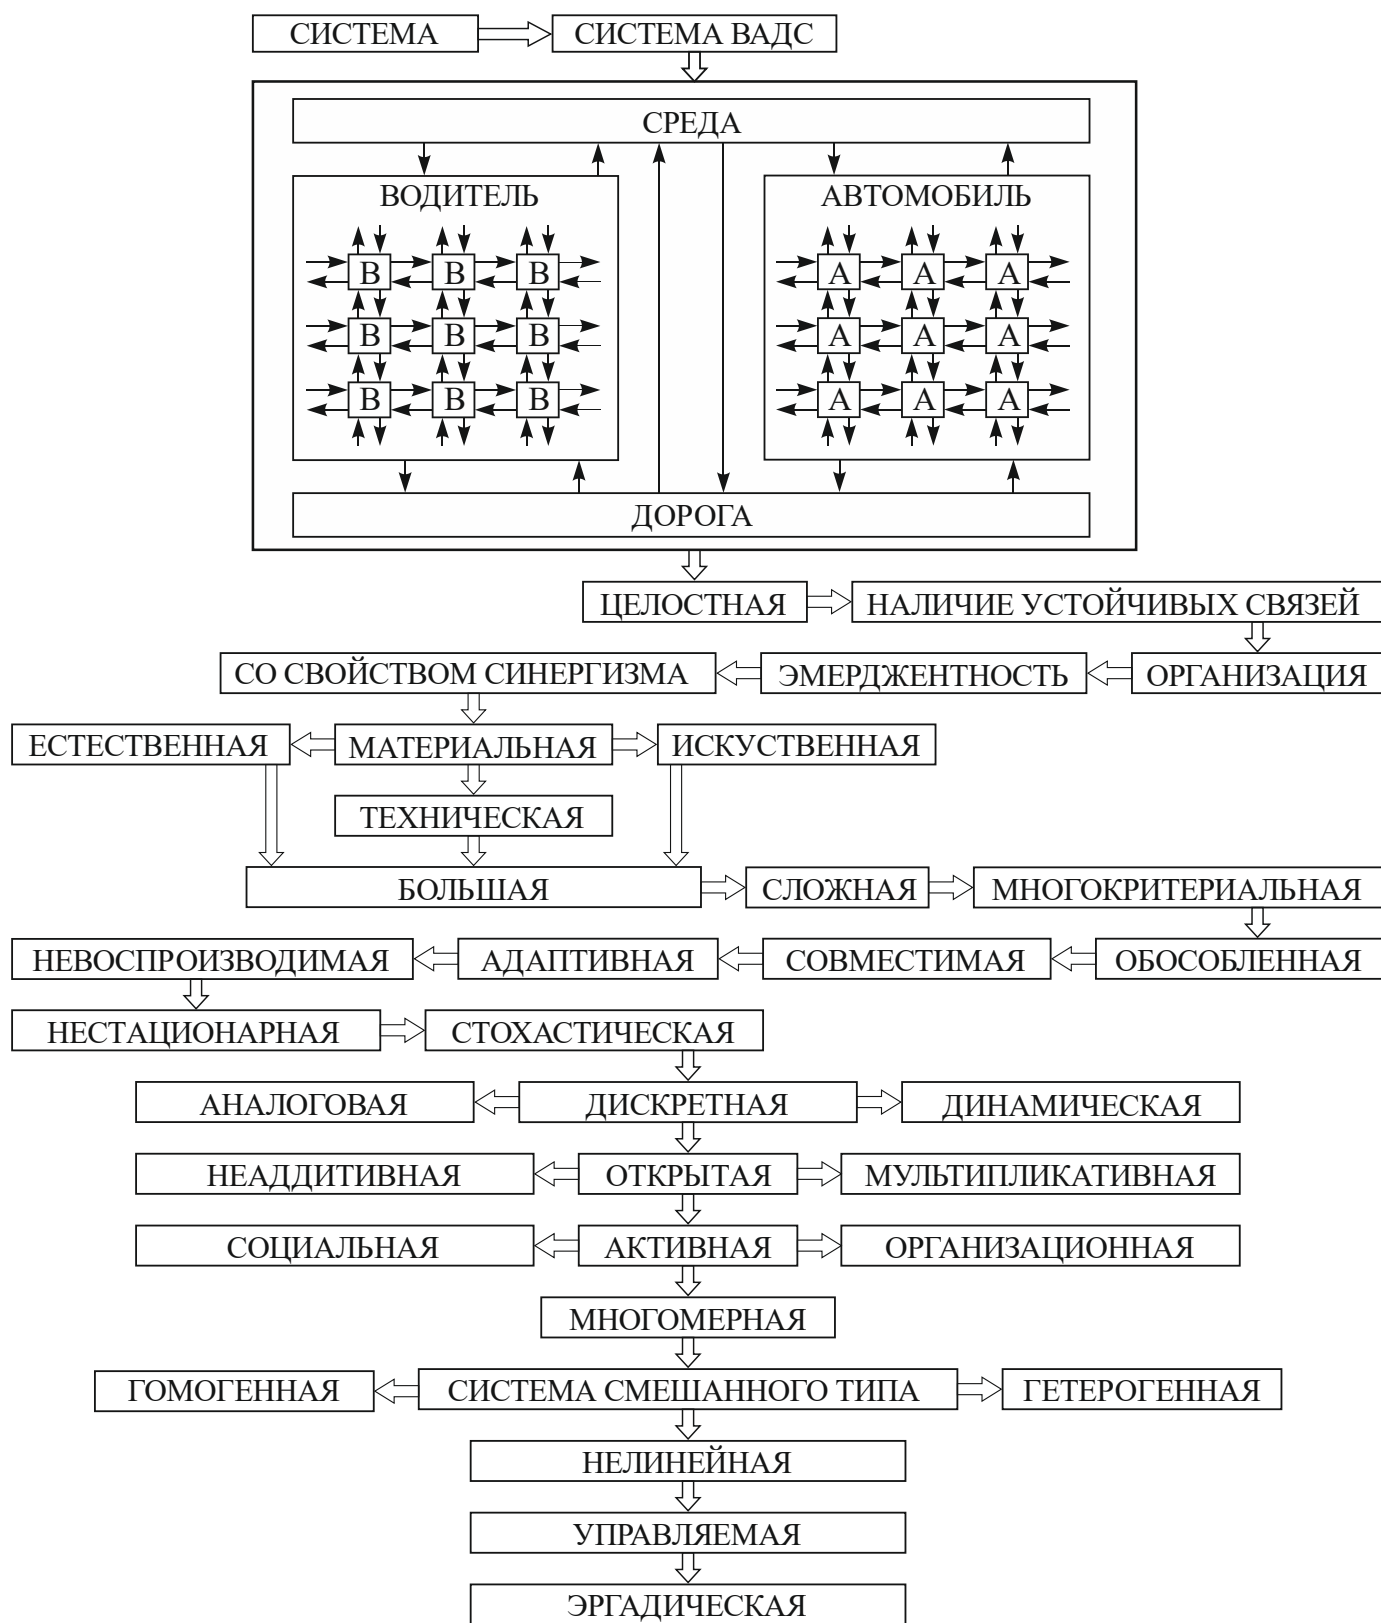 СИСТЕМА
СИСТЕМА ВАДС
СРЕДА
ВОДИТЕЛЬ
АВТОМОБИЛЬ
В В В
А А А
В В В
А А А
В В В
А А А
ДОРОГА
ЦЕЛОСТНАЯ
НАЛИЧИЕ УСТОЙЧИВЫХ СВЯЗЕЙ
СО СВОЙСТВОМ СИНЕРГИЗМА
ЭМЕРДЖЕНТНОСТЬ
ОРГАНИЗАЦИЯ
ЕСТЕСТВЕННАЯ
МАТЕРИАЛЬНАЯ
ИСКУСТВЕННАЯ
ТЕХНИЧЕСКАЯ
БОЛЬШАЯ
СЛОЖНАЯ
МНОГОКРИТЕРИАЛЬНАЯ
НЕВОСПРОИЗВОДИМАЯ
АДАПТИВНАЯ
СОВМЕСТИМАЯ
ОБОСОБЛЕННАЯ
НЕСТАЦИОНАРНАЯ
СТОХАСТИЧЕСКАЯ
АНАЛОГОВАЯ
ДИСКРЕТНАЯ
ДИНАМИЧЕСКАЯ
НЕАДДИТИВНАЯ
ОТКРЫТАЯ
МУЛЬТИПЛИКАТИВНАЯ
СОЦИАЛЬНАЯ
АКТИВНАЯ
ОРГАНИЗАЦИОННАЯ
МНОГОМЕРНАЯ
ГОМОГЕННАЯ
СИСТЕМА СМЕШАННОГО ТИПА
ГЕТЕРОГЕННАЯ
НЕЛИНЕЙНАЯ
УПРАВЛЯЕМАЯ
ЭРГАДИЧЕСКАЯ